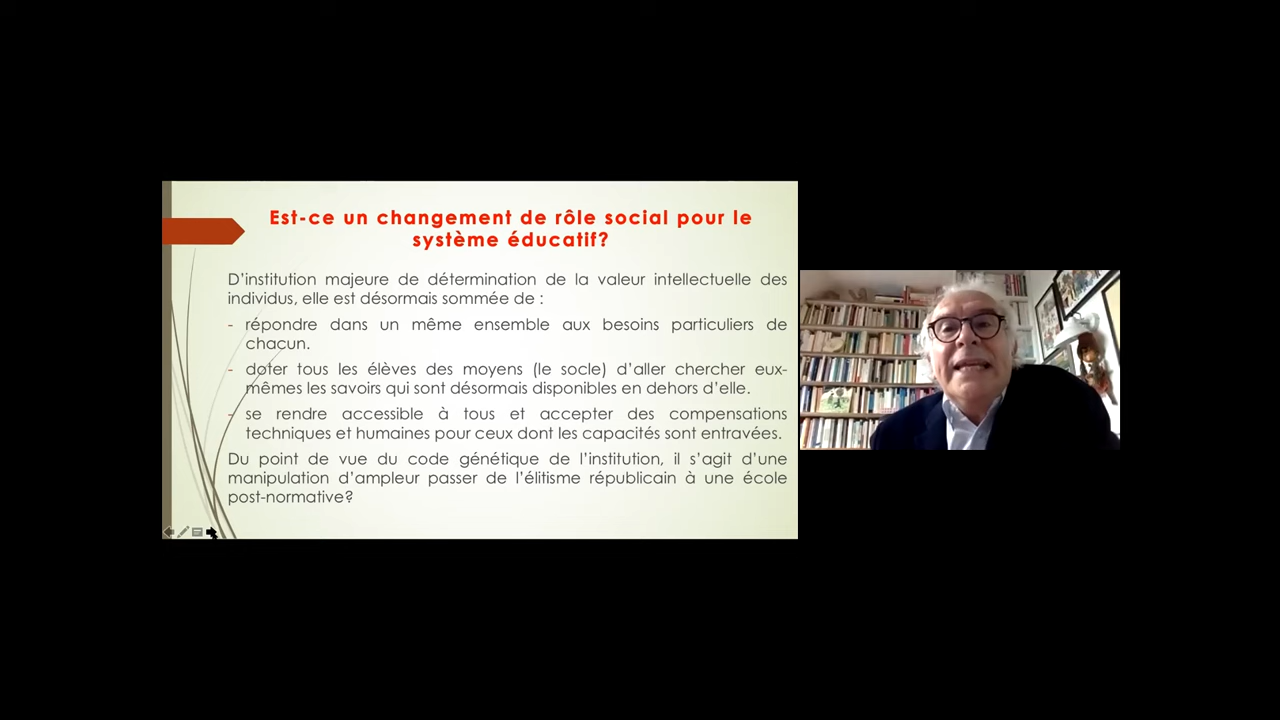 Est-ce un changement de rôle social pour le
système éducatif?
D'institution majeure de détermination de la valeur intellectuelle des
individus, elle est désormais sommée de :
- répondre dans un même ensemble aux besoins particuliers de
chacun.
- doter tous les élèves des moyens (le socle) d'aller chercher eux-
mêmes les savoirs qui sont désormais disponibles en dehors d'elle.
- se rendre accessible à tous et accepter des compensations
techniques et humaines pour ceux dont les capacités sont entravées.
Du point de vue du code génétique de l'institution, il s'agit d'une
manipulation d'ampleur passer de l'élitisme républicain à une école
post-normative?